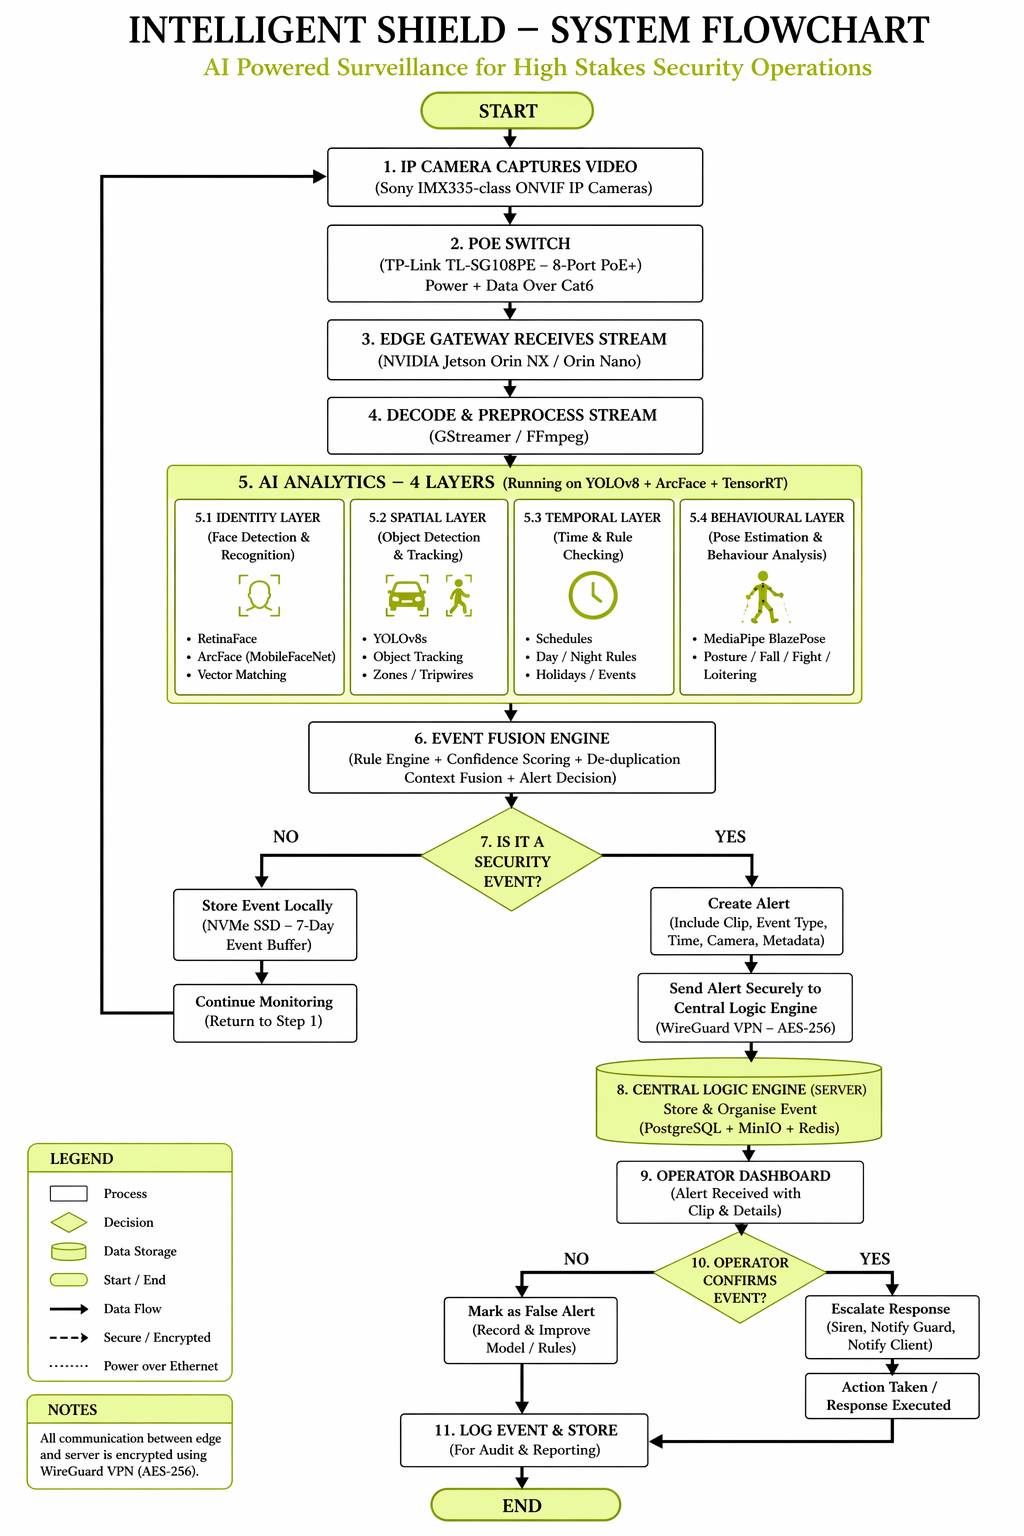 INTELLIGENT SHIELD – SYSTEM FLOWCHART
AI Powered Surveillance for High Stakes Security Operations
START
1. IP CAMERA CAPTURES VIDEO
(Sony IMX335-class ONVIF IP Cameras)
2. POE SWITCH
(TP-Link TL-SG108PE – 8-Port PoE+)
Power + Data Over Cat6
3. EDGE GATEWAY RECEIVES STREAM
(NVIDIA Jetson Orin NX / Orin Nano)
4. DECODE & PREPROCESS STREAM
(GStreamer / FFmpeg)
5. AI ANALYTICS – 4 LAYERS (Running on YOLOv8 + ArcFace + TensorRT)
5.1 IDENTITY LAYER
(Face Detection &
Recognition)
• RetinaFace
• ArcFace (MobileFaceNet)
• Vector Matching
5.2 SPATIAL LAYER
(Object Detection
& Tracking)
• YOLOv8s
• Object Tracking
• Zones / Tripwires
5.3 TEMPORAL LAYER
(Time & Rule
Checking)
• Schedules
• Day / Night Rules
• Holidays / Events
5.4 BEHAVIOURAL LAYER
(Pose Estimation &
Behaviour Analysis)
• MediaPipe BlazePose
• Posture / Fall / Fight /
Loitering
6. EVENT FUSION ENGINE
(Rule Engine + Confidence Scoring + De-duplication
Context Fusion + Alert Decision)
7. IS IT A
SECURITY
EVENT?
NO
YES
Store Event Locally
(NVMe SSD – 7-Day
Event Buffer)
Continue Monitoring
(Return to Step 1)
Create Alert
(Include Clip, Event Type,
Time, Camera, Metadata)
Send Alert Securely to
Central Logic Engine
(WireGuard VPN – AES-256)
8. CENTRAL LOGIC ENGINE (SERVER)
Store & Organise Event
(PostgreSQL + MinIO + Redis)
9. OPERATOR DASHBOARD
(Alert Received with
Clip & Details)
10. OPERATOR
CONFIRMS
EVENT?
NO
YES
Mark as False Alert
(Record & Improve
Model / Rules)
Escalate Response
(Siren, Notify Guard,
Notify Client)
Action Taken /
Response Executed
11. LOG EVENT & STORE
(For Audit & Reporting)
END
LEGEND
Process
Decision
Data Storage
Start / End
Data Flow
Secure / Encrypted
Power over Ethernet
NOTES
All communication between edge
and server is encrypted using
WireGuard VPN (AES-256).